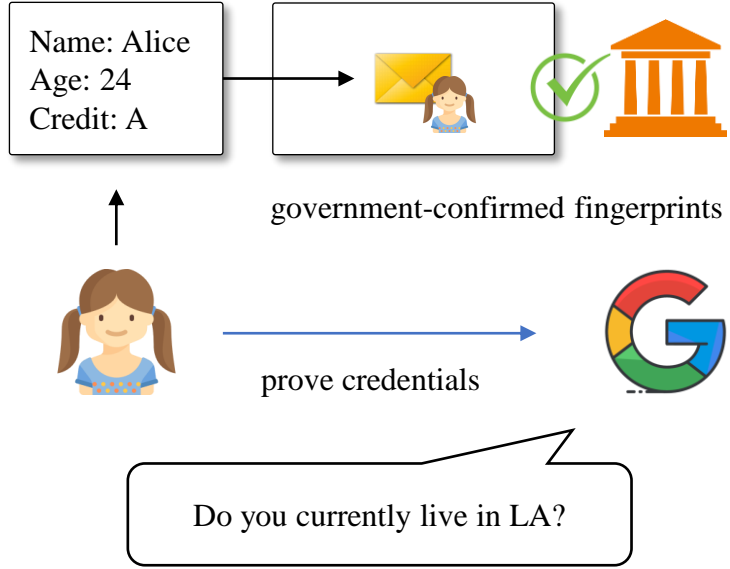 Name: Alice
Age: 24
Credit: A
government-confirmed fingerprints
prove credentials
Do you currently live in LA?